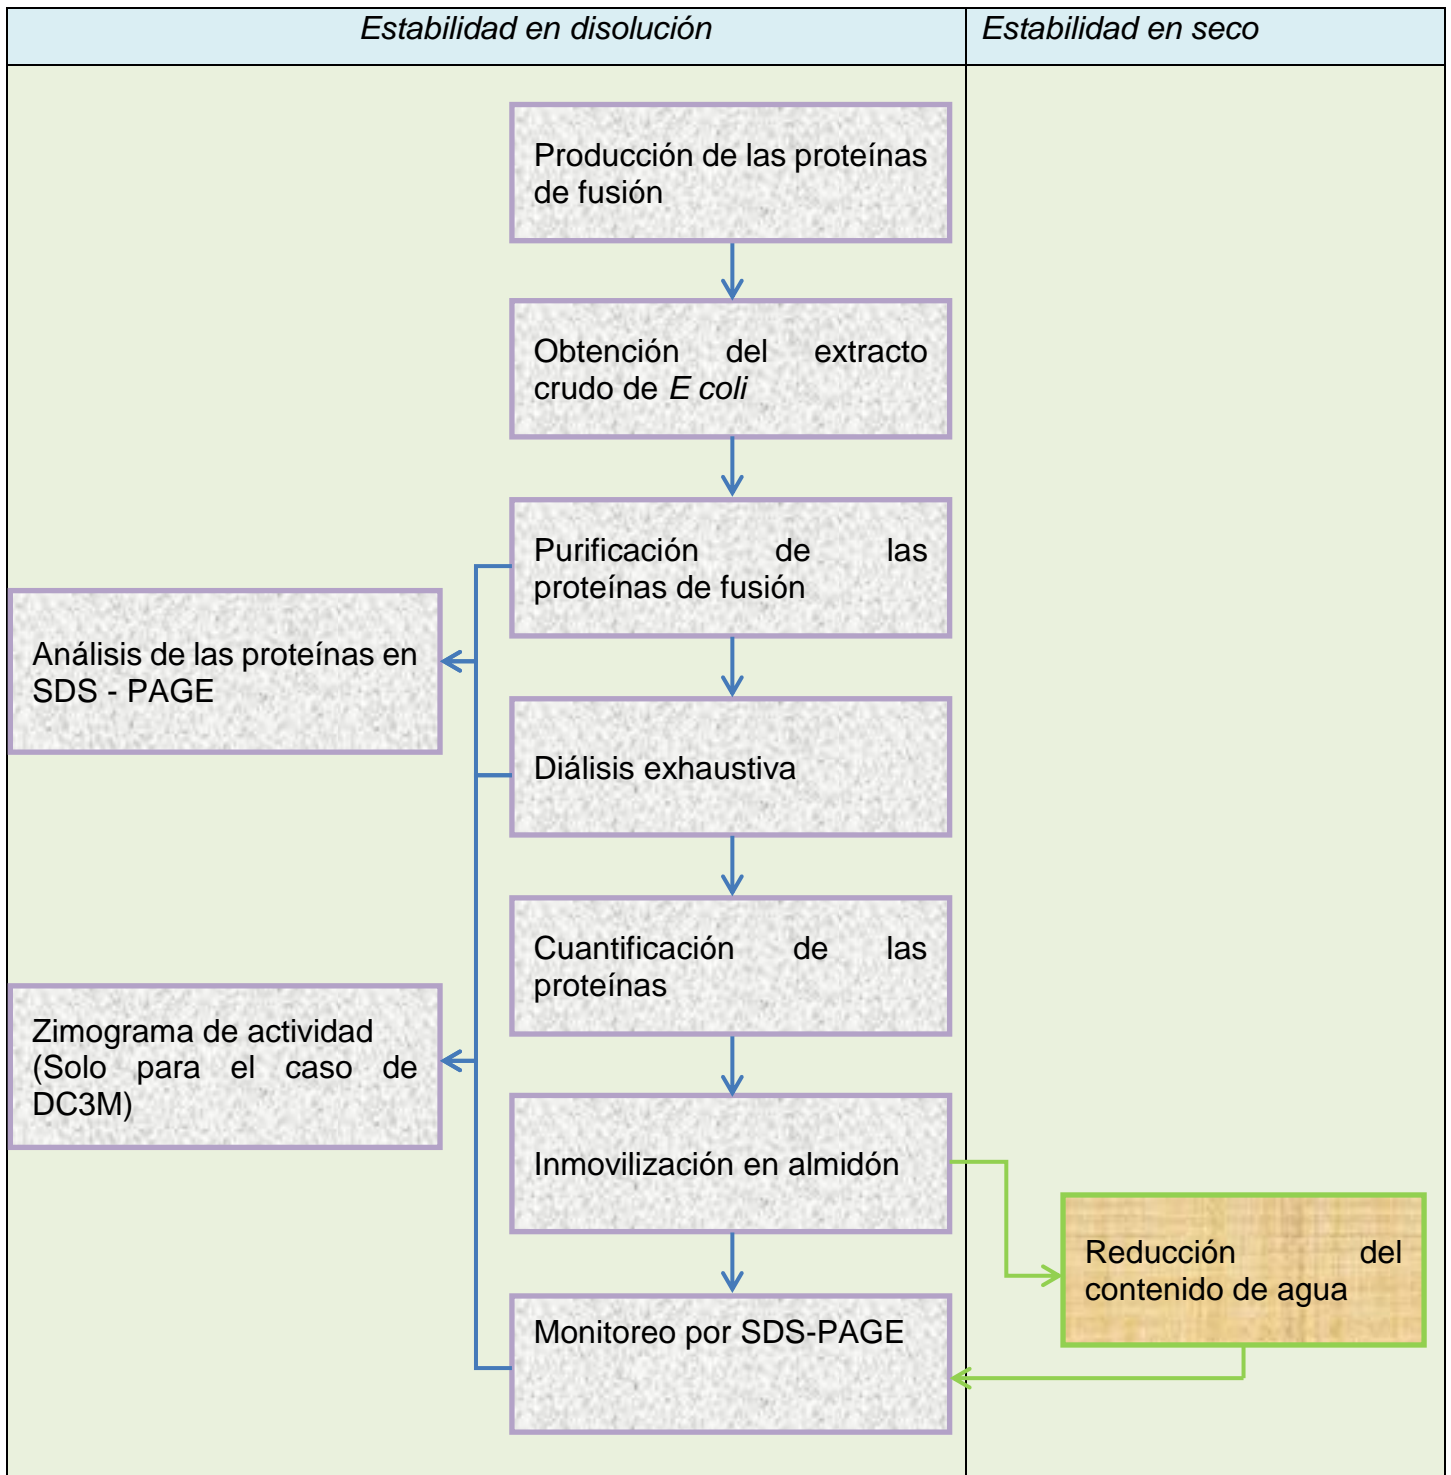 Estabilidad en disolución
Estabilidad en seco
Producción de las proteínas
de fusión
Obtención del extracto
crudo de E coli
Purificación de las
proteínas de fusión
Análisis de las proteínas en
SDS - PAGE
Diálisis exhaustiva
Cuantificación de las
proteínas
Zimograma de actividad
(Solo para el caso de
DC3M)
Inmovilización en almidón
Reducción del
contenido de agua
Monitoreo por SDS-PAGE